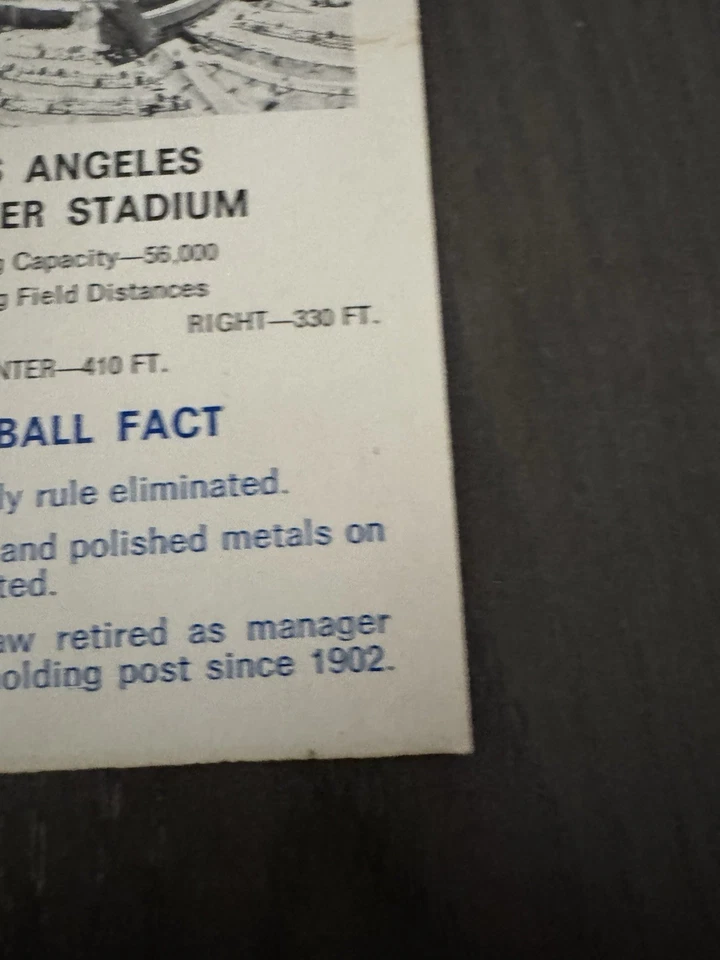 S ANGELES
ER STADIUM
g Capacity—56,000
g Field Distances
RIGHT—330 FT.
NTER—410 FT.
BALL FACT
ly rule eliminated.
and polished metals on
ted.
aw retired as manager
olding post since 1902.